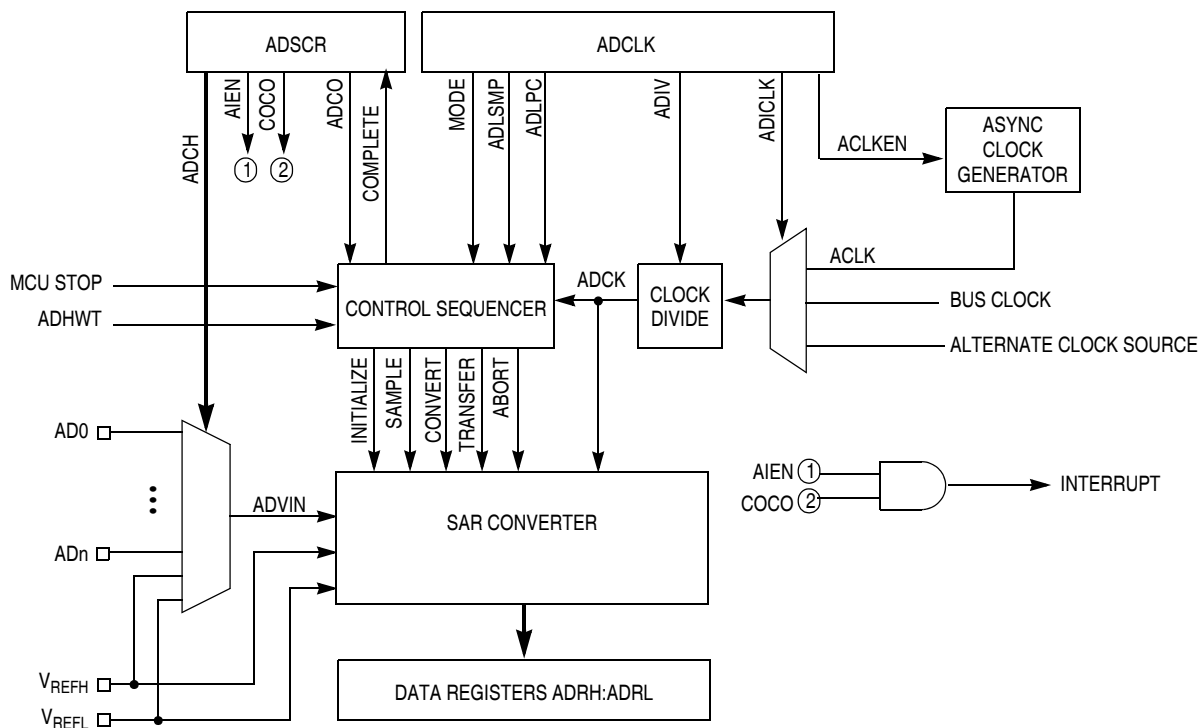 ADSCR
ADCLK
AIEN
COCO
ADCH
ADCO
COMPLETE
MODE
ADLSMP
ADLPC
ADIV
ADICLK
ACLKEN
ASYNC
CLOCK
GENERATOR
1
2
MCU STOP
ADHWT
CONTROL SEQUENCER
ADCK
CLOCK
DIVIDE
ACLK
BUS CLOCK
ALTERNATE CLOCK SOURCE
INITIALIZE
SAMPLE
CONVERT
TRANSFER
ABORT
AD0
•••
ADn
ADVIN
SAR CONVERTER
AIEN 1
COCO 2
INTERRUPT
VREFH
VREFL
DATA REGISTERS ADRH:ADRL